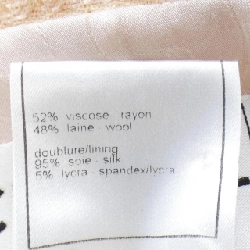 52% viscose - rayon
48% laine - wool
doublure/lining
95% soie - silk
5% lycra - spandex/lycra